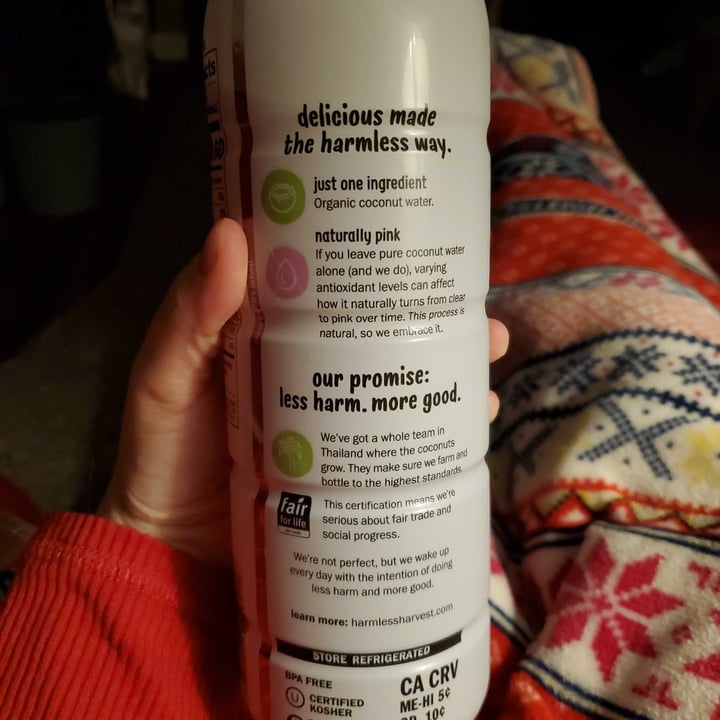 delicious made
the harmless way.
just one ingredient
Organic coconut water.
naturally pink
If you leave pure coconut water
alone (and we do), varying
antioxidant levels can affect
how it naturally turns from clear
to pink over time. This process is
natural, so we embrace it.
our promise:
less harm. more good.
We've got a whole team in
Thailand where the coconuts
grow. They make sure we farm and
bottle to the highest standards.
fair
for life
This certification means we're
serious about fair trade and
social progress.
We're not perfect, but we wake up
every day with the intention of doing
less harm and more good.
learn more: harmlessharvest.com
STORE REFRIGERATED
BPA FREE
U CERTIFIED
KOSHER
CA CRV
ME-HI 5¢
OR 10¢